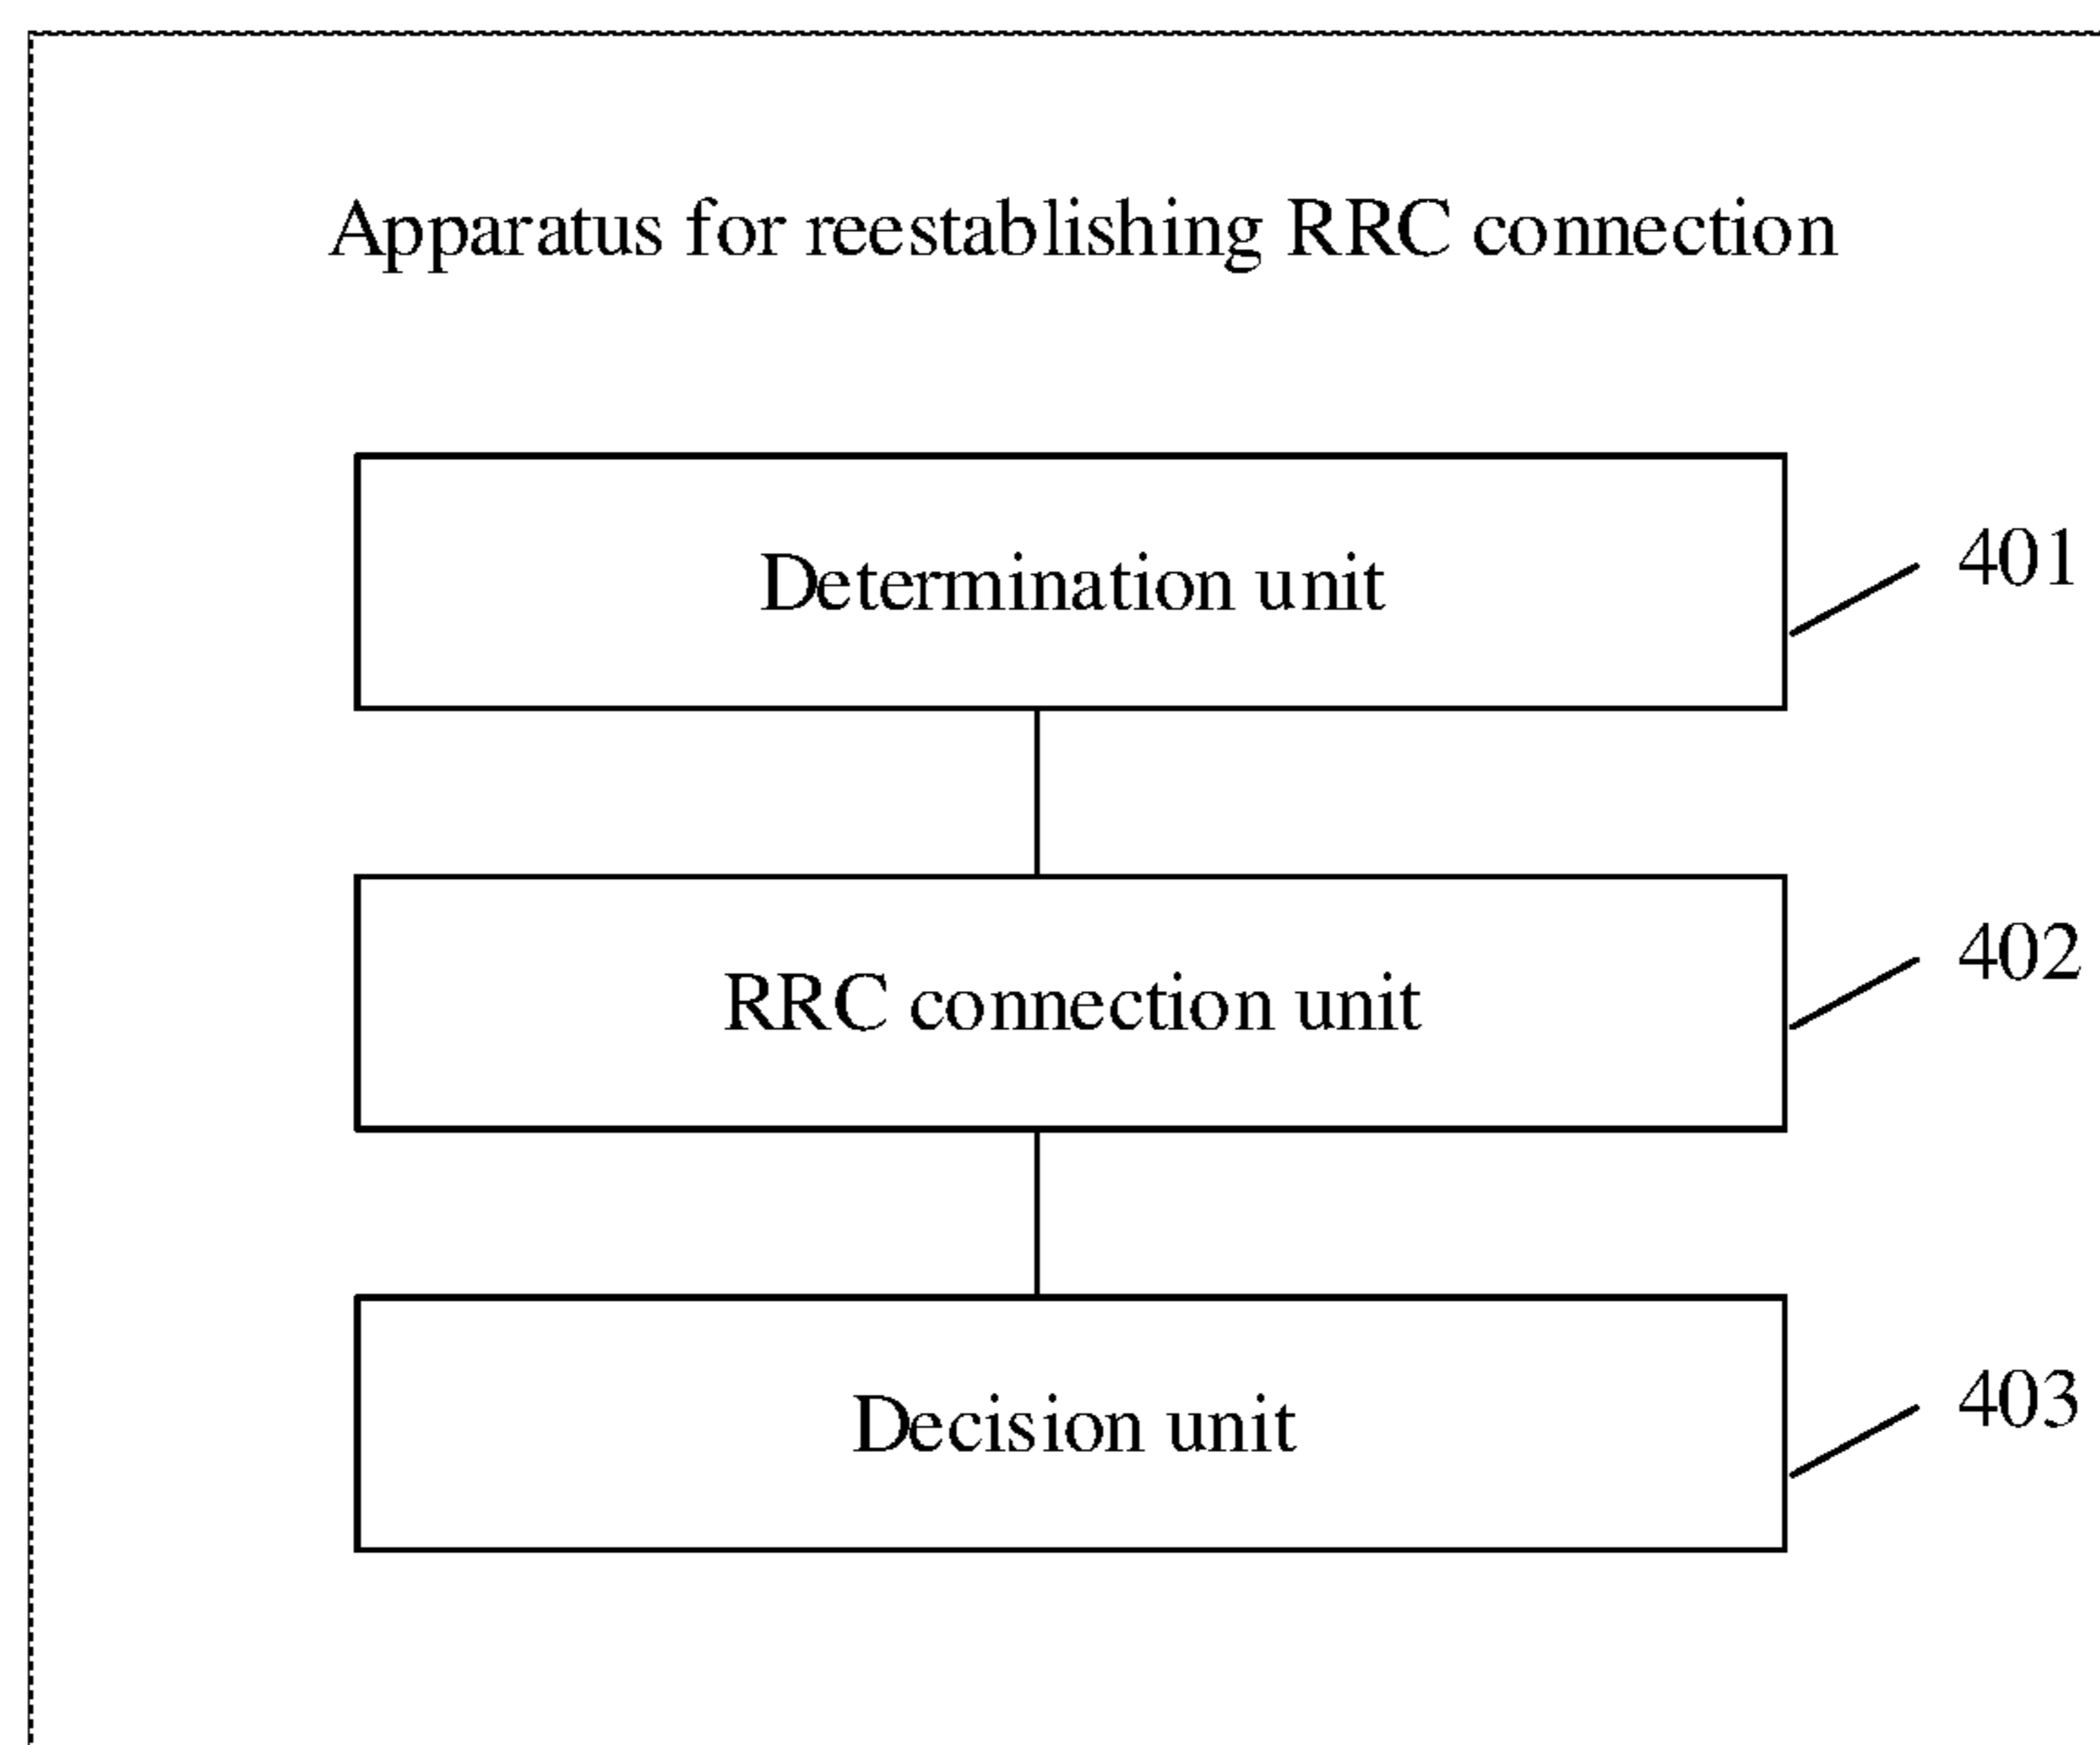 Apparatus for reestablishing RRC connection
Determination unit
401
RRC connection unit
402
Decision unit
403